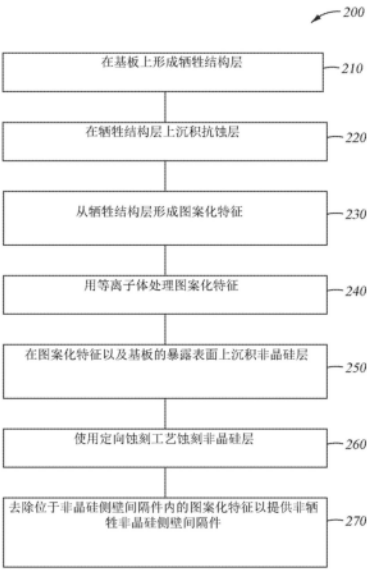 200
在基板上形成牺牲结构层
210
在牺牲结构层上沉积抗蚀层
220
从牺牲结构层形成图案化特征
230
用等离子体处理图案化特征
240
在图案化特征以及基板的暴露表面上沉积非晶硅层
250
使用定向蚀刻工艺蚀刻非晶硅层
260
去除位于非晶硅侧壁间隔件内的图案化特征以提供非牺
牲非晶硅侧壁间隔件
270